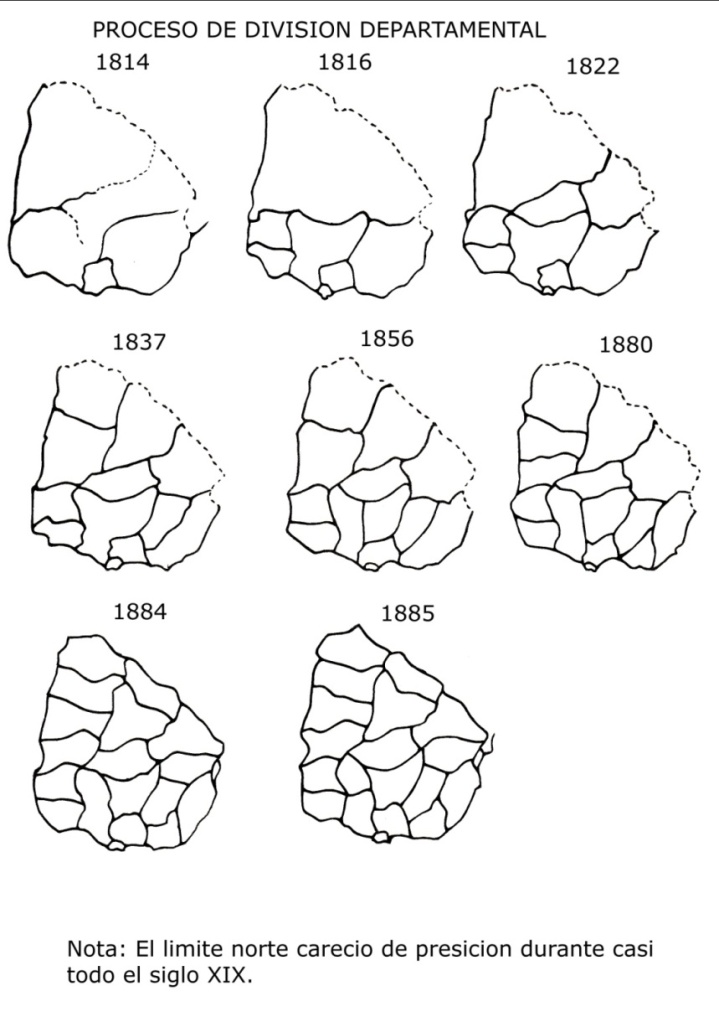 PROCESO DE DIVISION DEPARTAMENTAL
1814
1816
1822
1837
1856
1880
1884
1885
Nota: El limite norte carecio de presicion durante casi
todo el siglo XIX.